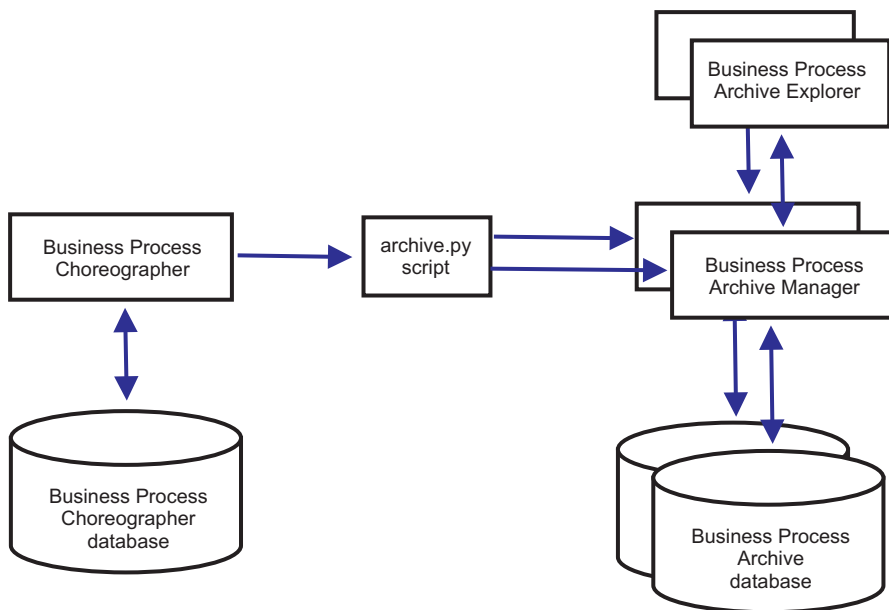 Business Process
Archive Explorer
Business Process
Choreographer
archive.py
script
Business Process
Archive Manager
Business Process
Choreographer
database
Business Process
Archive
database